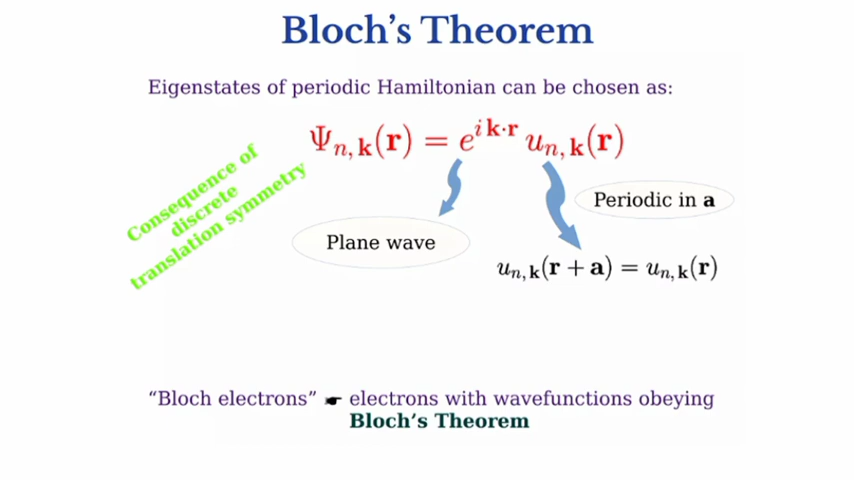 Bloch's Theorem
Eigenstates of periodic Hamiltonian can be chosen as:
Ψn,k(r) = e^{i k·r} un,k(r)
Consequence of
discrete
translation symmetry
Periodic in a
Plane wave
un,k(r + a) = un,k(r)
“Bloch electrons” ☛ electrons with wavefunctions obeying
Bloch's Theorem